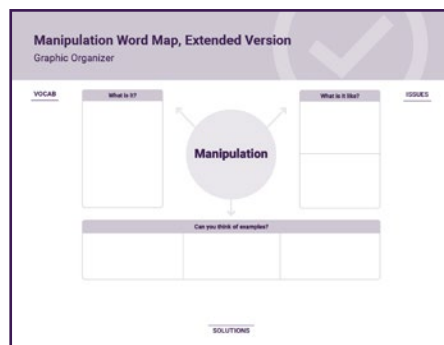 Manipulation Word Map, Extended Version
Graphic Organizer
VOCAB
What is it?
What is it like?
ISSUES
Manipulation
Can you think of examples?
SOLUTIONS